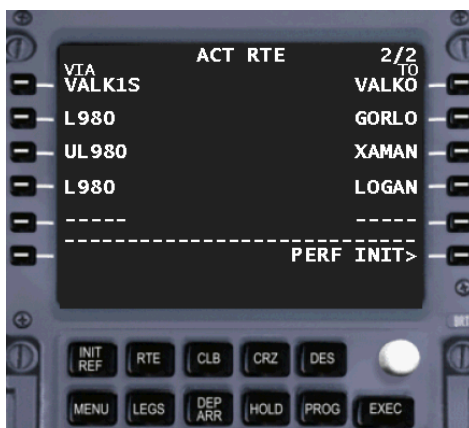 ACT RTE 2/2
VIA TO
VALK1S VALKO
L980 GORLO
UL980 XAMAN
L980 LOGAN
----- -----
--------------------------
PERF INIT>
INIT REF RTE CLB CRZ DES
MENU LEGS DEP ARR HOLD PROG EXEC